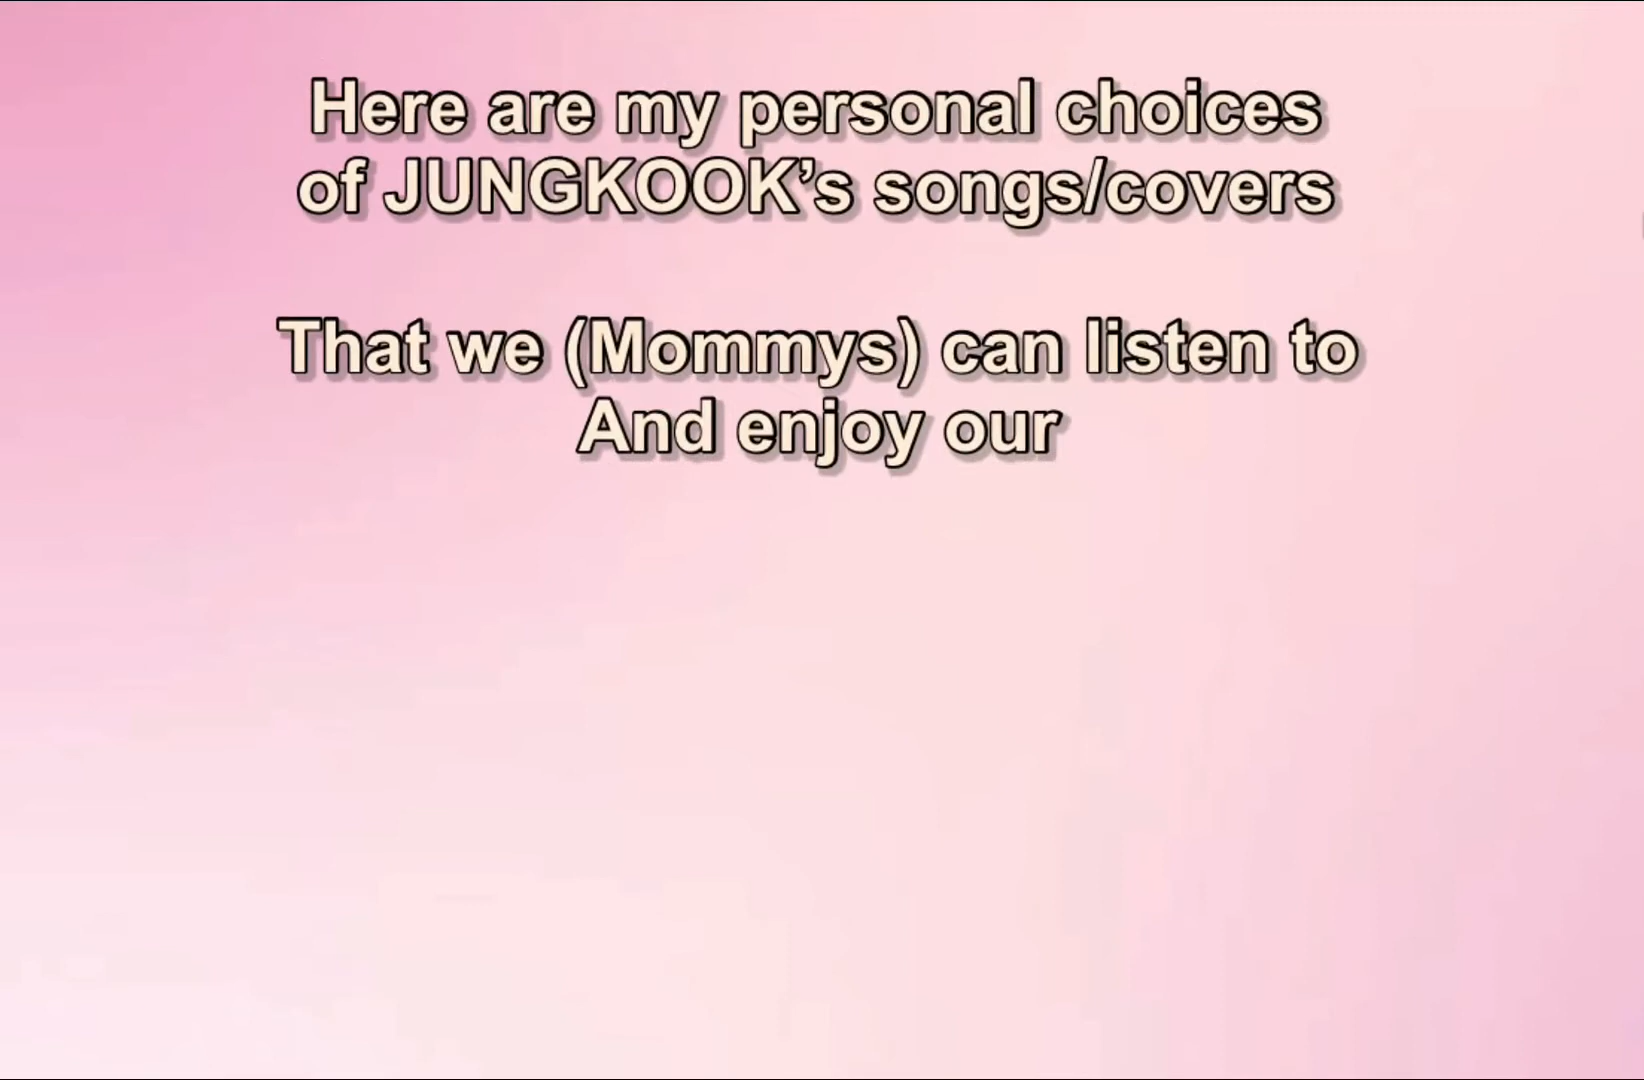 Here are my personal choices
of JUNGKOOK’s songs/covers
That we (Mommys) can listen to
And enjoy our